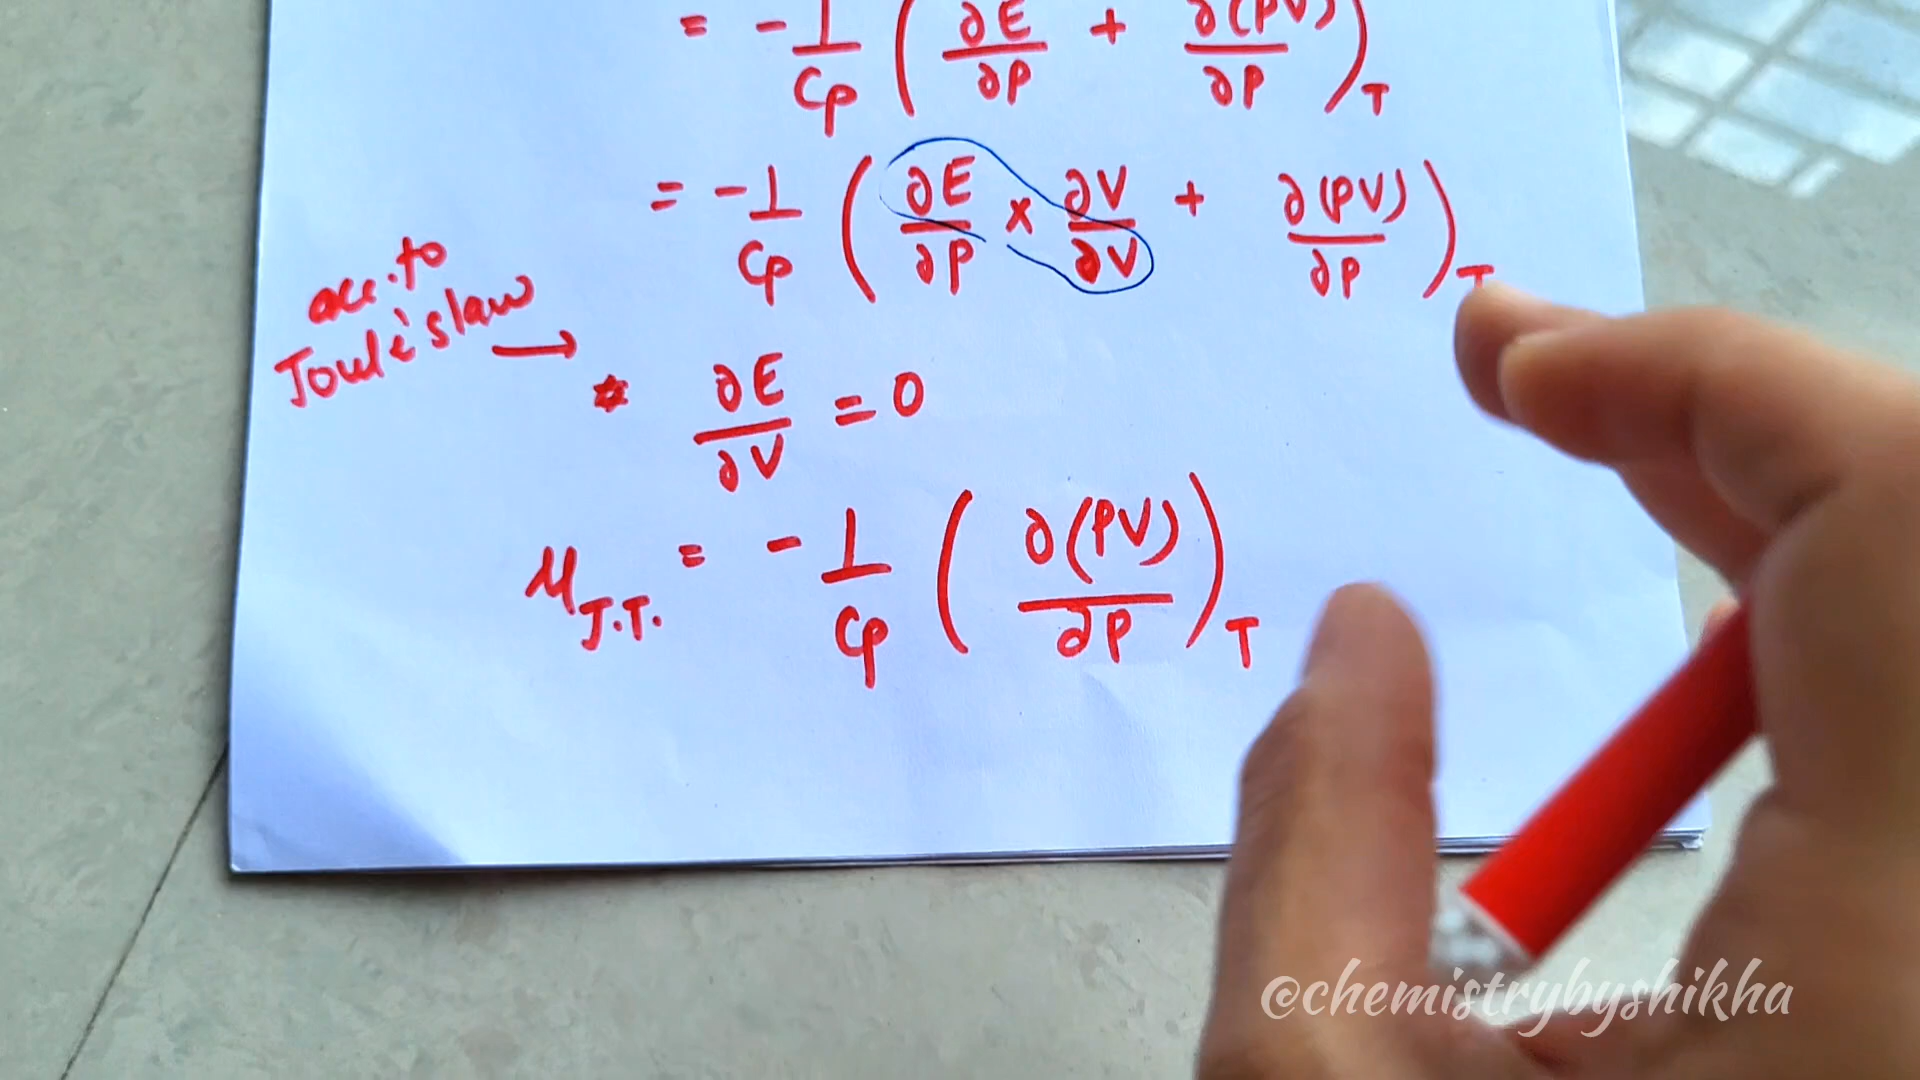 = -1/Cp ( ∂E/∂P + ∂(PV)/∂P )T
= -1/Cp ( ∂E/∂P × ∂V/∂V + ∂(PV)/∂P )T
acc. to
Joule's law →
* ∂E/∂V = 0
μJ.T. = -1/Cp ( ∂(PV)/∂P )T
@chemistrybyshikha